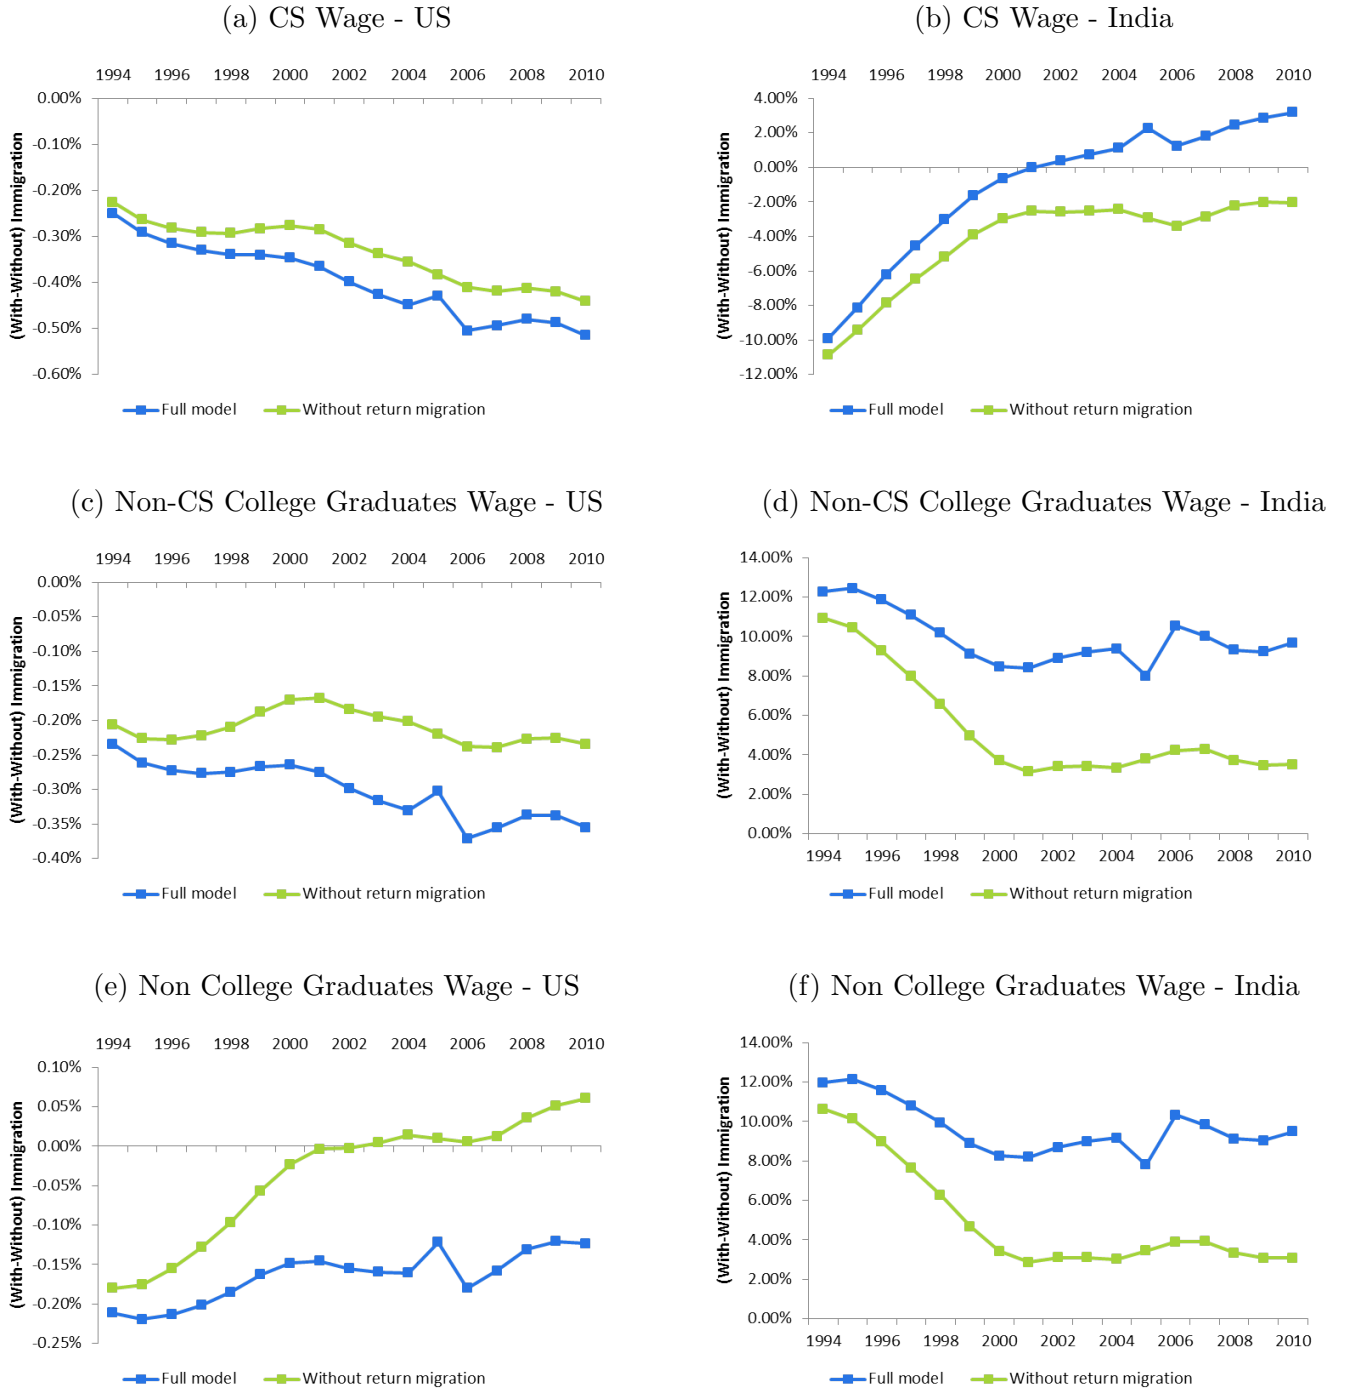 (a) CS Wage - US
1994 1996 1998 2000 2002 2004 2006 2008 2010
0.00%
-0.10%
-0.20%
-0.30%
-0.40%
-0.50%
-0.60%
(With-Without) Immigration
Full model Without return migration
(b) CS Wage - India
1994 1996 1998 2000 2002 2004 2006 2008 2010
4.00%
2.00%
0.00%
-2.00%
-4.00%
-6.00%
-8.00%
-10.00%
-12.00%
(With-Without) Immigration
Full model Without return migration
(c) Non-CS College Graduates Wage - US
1994 1996 1998 2000 2002 2004 2006 2008 2010
0.00%
-0.05%
-0.10%
-0.15%
-0.20%
-0.25%
-0.30%
-0.35%
-0.40%
(With-Without) Immigration
Full model Without return migration
(d) Non-CS College Graduates Wage - India
14.00%
12.00%
10.00%
8.00%
6.00%
4.00%
2.00%
0.00%
(With-Without) Immigration
1994 1996 1998 2000 2002 2004 2006 2008 2010
Full model Without return migration
(e) Non College Graduates Wage - US
1994 1996 1998 2000 2002 2004 2006 2008 2010
0.10%
0.05%
0.00%
-0.05%
-0.10%
-0.15%
-0.20%
-0.25%
(With-Without) Immigration
Full model Without return migration
(f) Non College Graduates Wage - India
14.00%
12.00%
10.00%
8.00%
6.00%
4.00%
2.00%
0.00%
(With-Without) Immigration
1994 1996 1998 2000 2002 2004 2006 2008 2010
Full model Without return migration